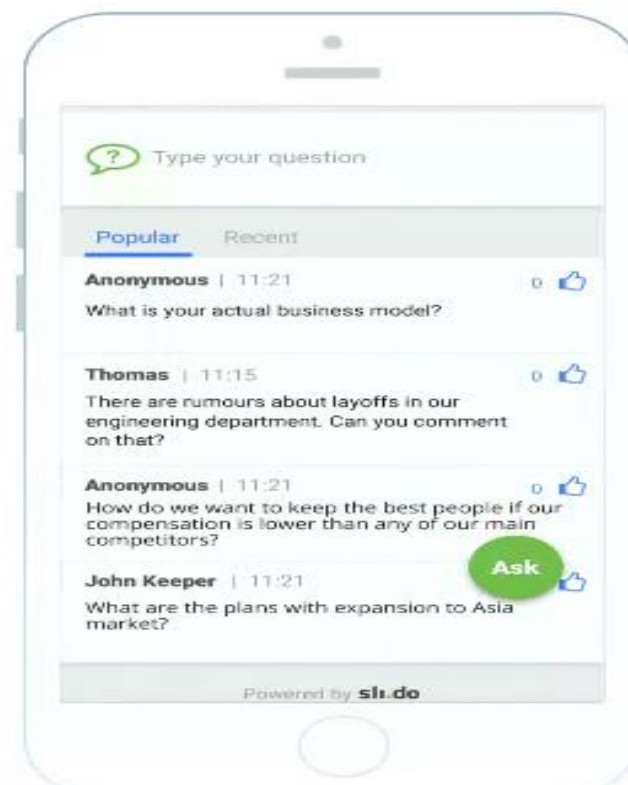 ?
Type your question
Popular Recent
Anonymous | 11:21 0
What is your actual business model?
Thomas | 11:15 0
There are rumours about layoffs in our
engineering department. Can you comment
on that?
Anonymous | 11:21 0
How do we want to keep the best people if our
compensation is lower than any of our main
competitors?
Ask
John Keeper | 11:21
What are the plans with expansion to Asia
market?
Powered by sli.do